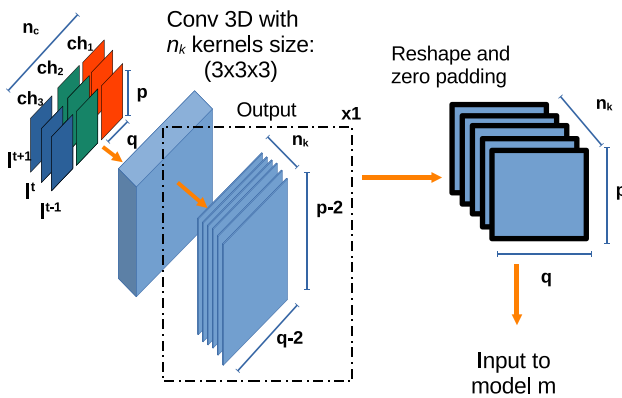 n_c
ch_1
ch_2
ch_3
p
q
I^{t+1}
I^t
I^{t-1}
Conv 3D with
n_k kernels size:
(3x3x3)
Output
x1
n_k
p-2
q-2
Reshape and
zero padding
n_k
p
q
Input to
model m